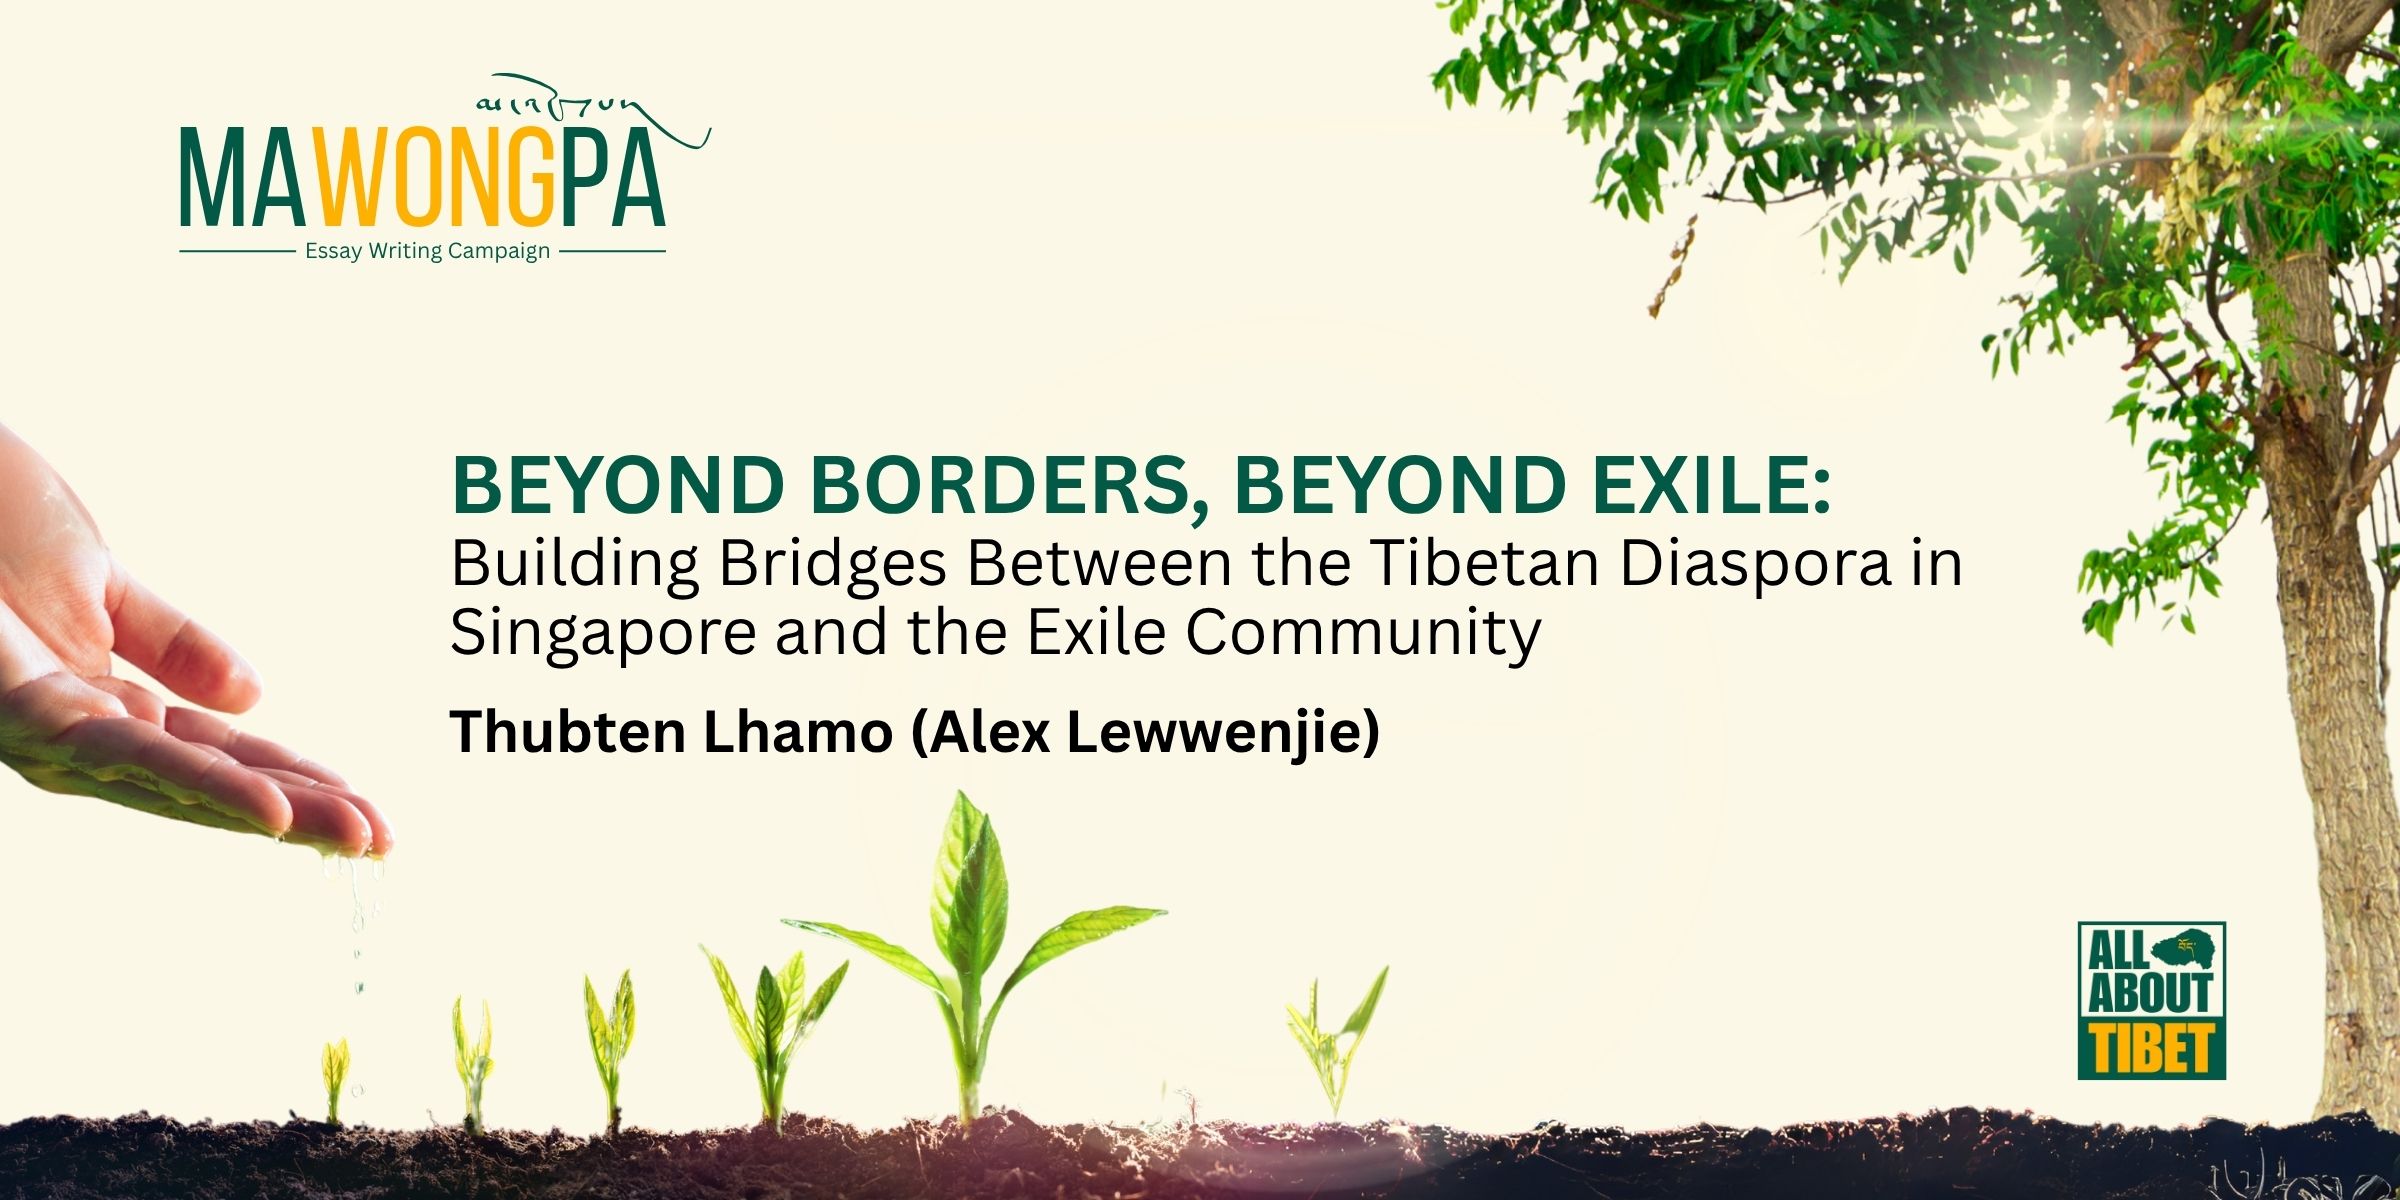 མ་འོངས་པ
MAWONGPA
Essay Writing Campaign
BEYOND BORDERS, BEYOND EXILE:
Building Bridges Between the Tibetan Diaspora in
Singapore and the Exile Community
Thubten Lhamo (Alex Lewwenjie)
ALL བོད་
ABOUT
TIBET